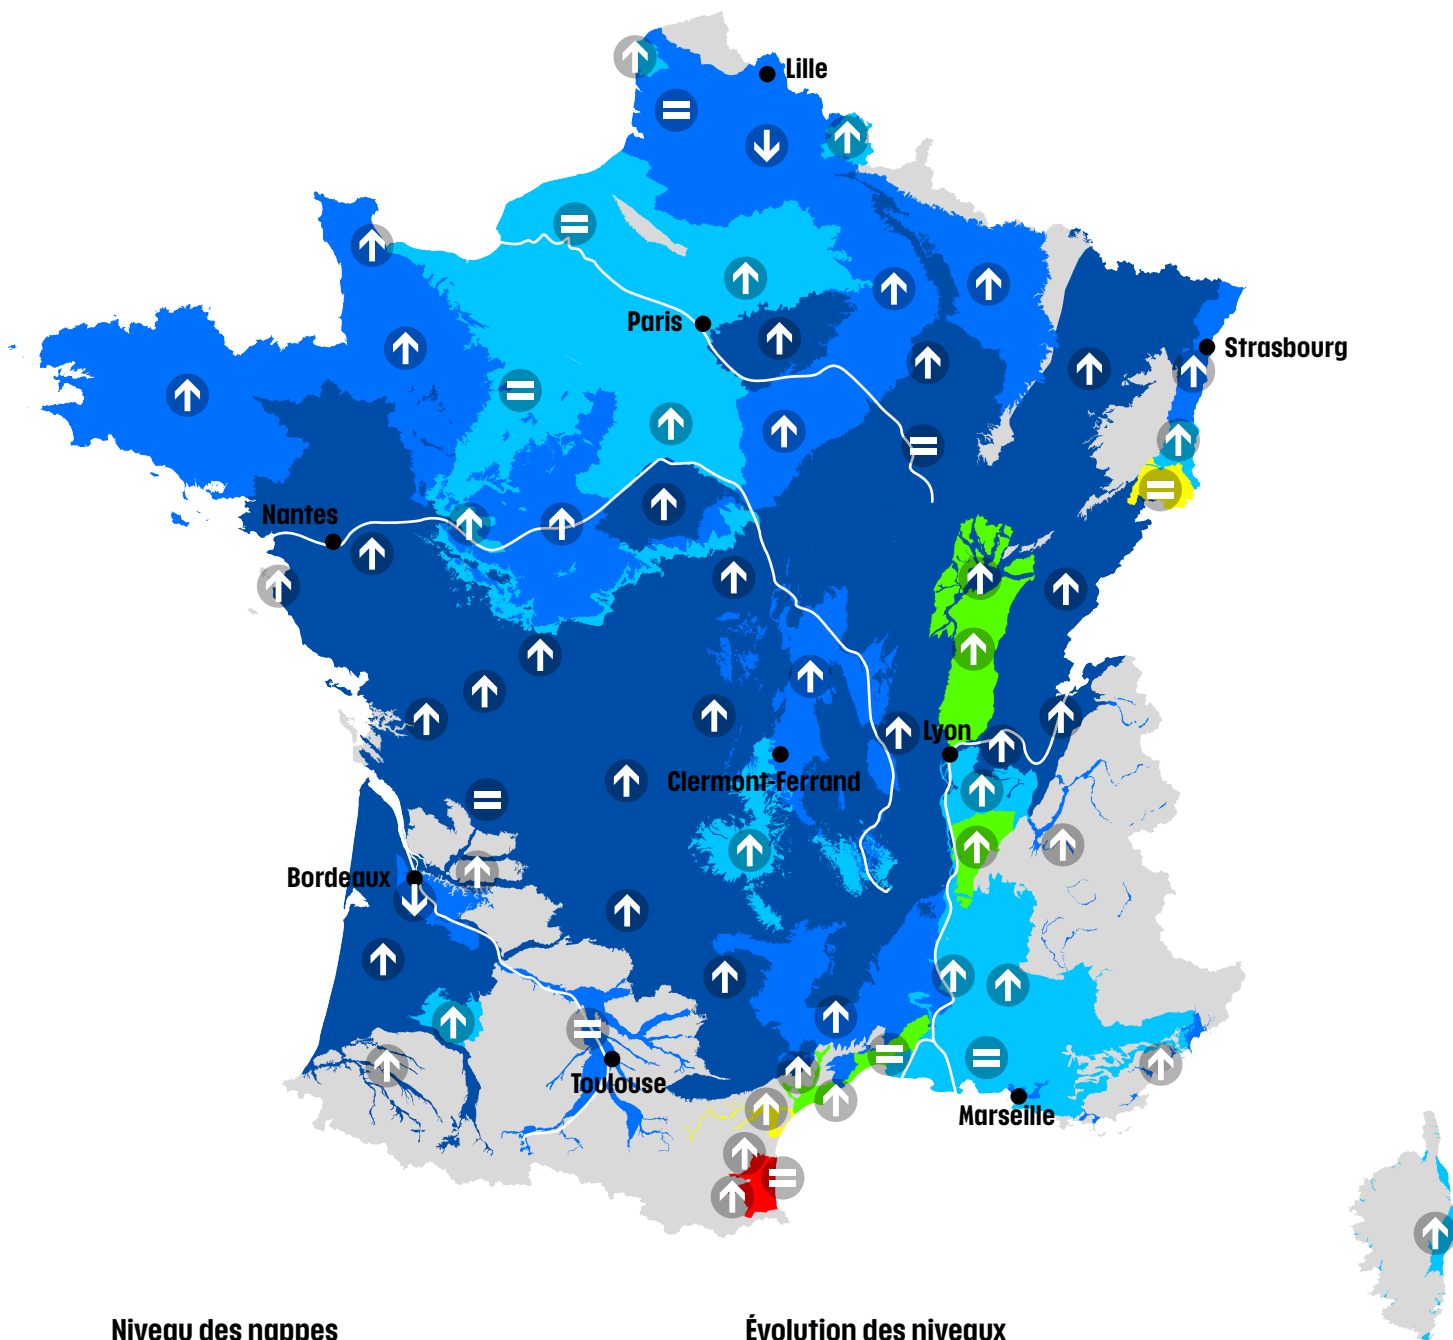 Lille
Paris
Strasbourg
Nantes
Lyon
Clermont-Ferrand
Bordeaux
Toulouse
Marseille
Niveau des nappes
Évolution des niveaux